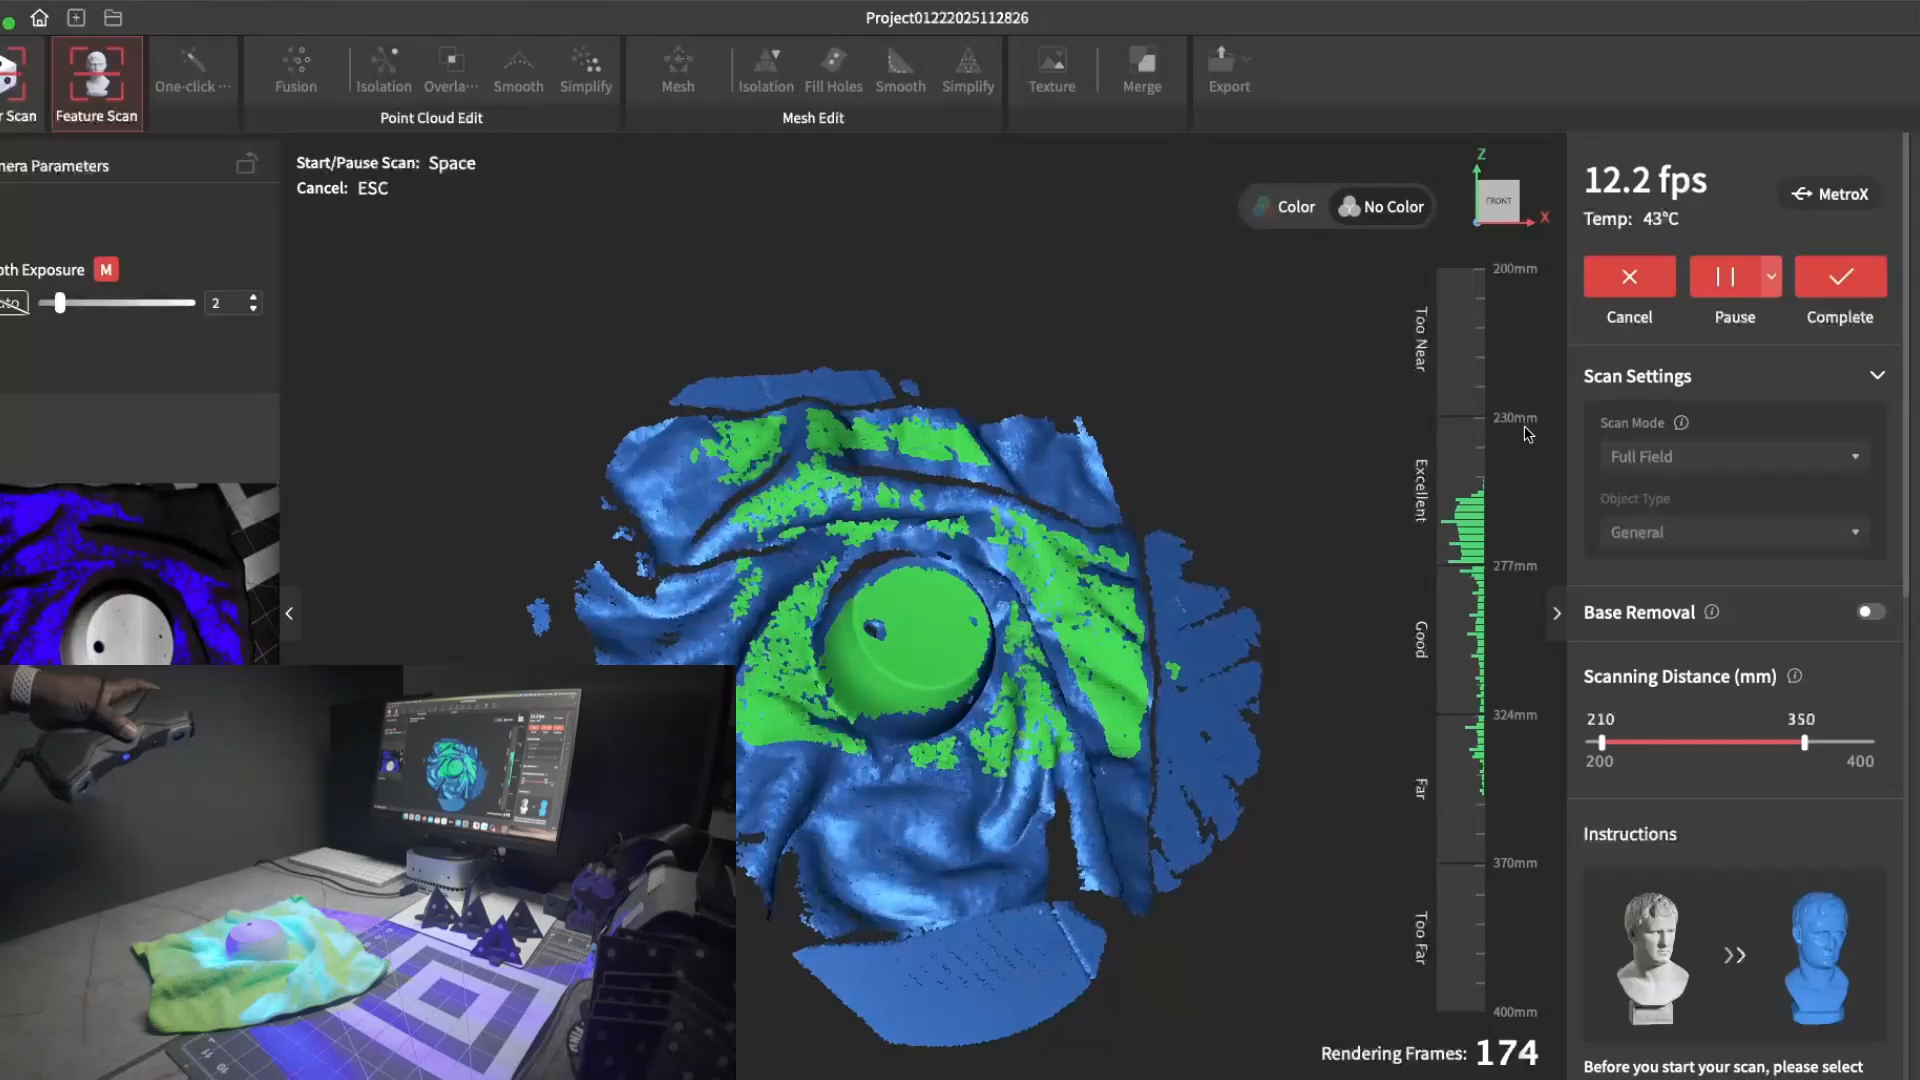 Project01222025112826
Scan
Feature Scan
One-click ···
Fusion
Isolation
Overla···
Smooth
Simplify
Point Cloud Edit
Mesh
Isolation
Fill Holes
Smooth
Simplify
Mesh Edit
Texture
Merge
Export
Parameters
Start/Pause Scan: Space
Cancel: ESC
Exposure M
2
Color
No Color
Z
FRONT
X
200mm
230mm
277mm
324mm
370mm
400mm
Too Near
Excellent
Good
Far
Too Far
Rendering Frames: 174
12.2 fps
MetroX
Temp: 43°C
Cancel
Pause
Complete
Scan Settings
Scan Mode
Full Field
Object Type
General
Base Removal
Scanning Distance (mm)
210 350
200 400
Instructions
Before you start your scan, please select